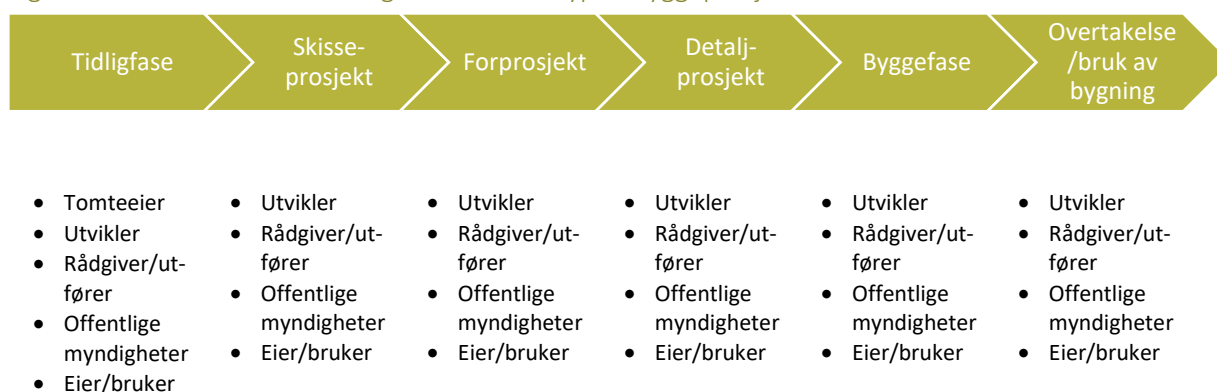 Tidligfase
Skisse-
prosjekt
Forprosjekt
Detalj-
prosjekt
Byggefase
Overtakelse
/bruk av
bygning
• Tomteeier
• Utvikler
• Rådgiver/ut-
fører
• Offentlige
myndigheter
• Eier/bruker
• Utvikler
• Rådgiver/ut-
fører
• Offentlige
myndigheter
• Eier/bruker
• Utvikler
• Rådgiver/ut-
fører
• Offentlige
myndigheter
• Eier/bruker
• Utvikler
• Rådgiver/ut-
fører
• Offentlige
myndigheter
• Eier/bruker
• Utvikler
• Rådgiver/ut-
fører
• Offentlige
myndigheter
• Eier/bruker
• Utvikler
• Rådgiver/ut-
fører
• Offentlige
myndigheter
• Eier/bruker